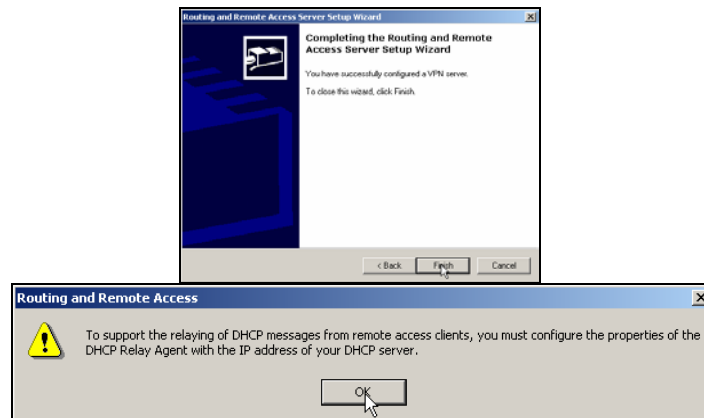 Routing and Remote Access Server Setup Wizard
Completing the Routing and Remote
Access Server Setup Wizard
You have successfully configured a VPN server.
To close this wizard, click Finish.
< Back Finish Cancel
Routing and Remote Access
To support the relaying of DHCP messages from remote access clients, you must configure the properties of the
DHCP Relay Agent with the IP address of your DHCP server.
OK